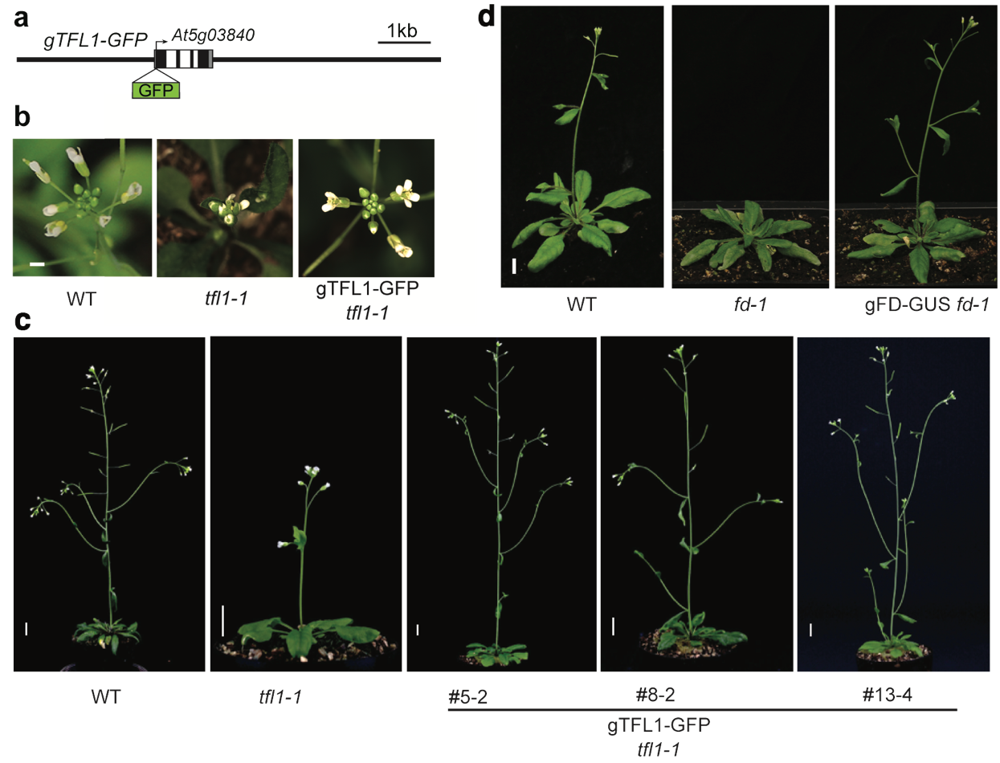 a
gTFL1-GFP
At5g03840
1kb
GFP
b
WT
tfl1-1
gTFL1-GFP
tfl1-1
d
WT
fd-1
gFD-GUS fd-1
c
WT
tfl1-1
#5-2
#8-2
#13-4
gTFL1-GFP
tfl1-1